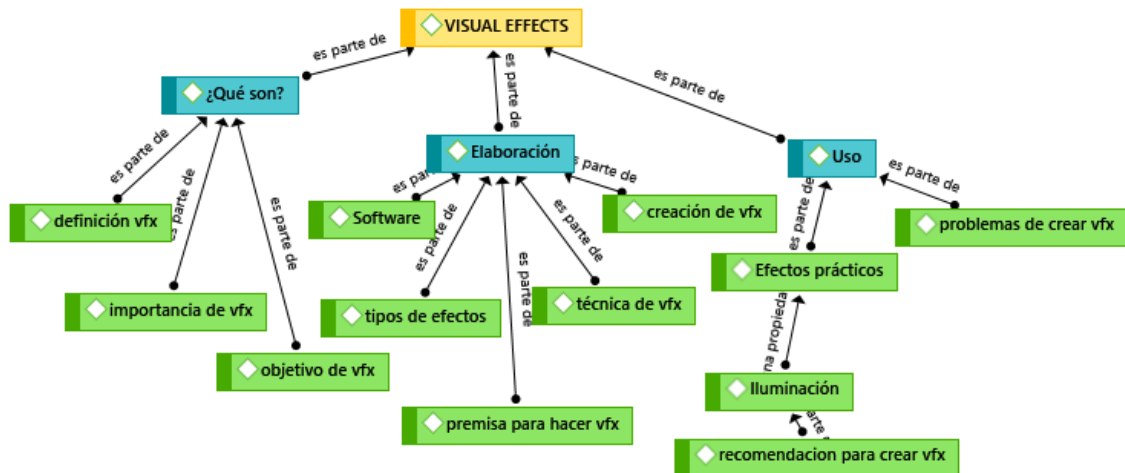 VISUAL EFFECTS
es parte de
es parte de
es parte de
¿Qué son?
Elaboración
Uso
es parte de
es parte de
es parte de
es parte
es parte de
es parte de
es parte de
es parte de
es parte de
es parte de
definición vfx
Software
creación de vfx
problemas de crear vfx
Efectos prácticos
importancia de vfx
tipos de efectos
técnica de vfx
na propieda
objetivo de vfx
Iluminación
premisa para hacer vfx
arte
recomendacion para crear vfx